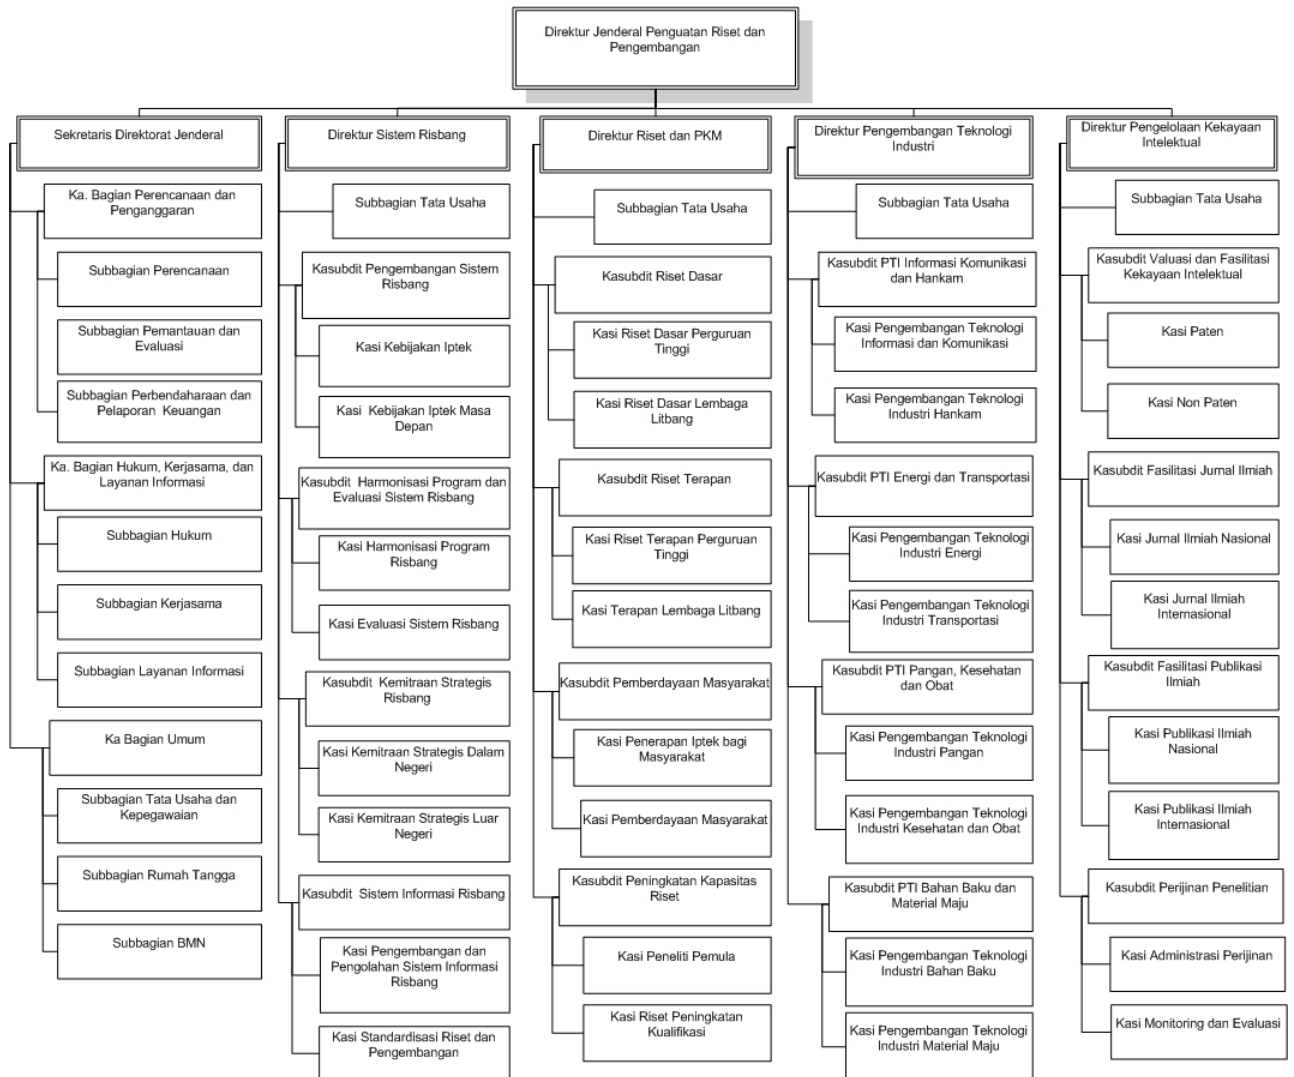 Direktur Jenderal Penguatan Riset dan
Pengembangan
Sekretaris Direktorat Jenderal
Ka. Bagian Perencanaan dan
Penganggaran
Subbagian Perencanaan
Subbagian Pemantauan dan
Evaluasi
Subbagian Perbendaharaan dan
Pelaporan Keuangan
Ka. Bagian Hukum, Kerjasama, dan
Layanan Informasi
Subbagian Hukum
Subbagian Kerjasama
Subbagian Layanan Informasi
Ka Bagian Umum
Subbagian Tata Usaha dan
Kepegawaian
Subbagian Rumah Tangga
Subbagian BMN
Direktur Sistem Risbang
Subbagian Tata Usaha
Kasubdit Pengembangan Sistem
Risbang
Kasi Kebijakan Iptek
Kasi Kebijakan Iptek Masa
Depan
Kasubdit Harmonisasi Program dan
Evaluasi Sistem Risbang
Kasi Harmonisasi Program
Risbang
Kasi Evaluasi Sistem Risbang
Kasubdit Kemitraan Strategis
Risbang
Kasi Kemitraan Strategis Dalam
Negeri
Kasi Kemitraan Strategis Luar
Negeri
Kasubdit Sistem Informasi Risbang
Kasi Pengembangan dan
Pengolahan Sistem Informasi
Risbang
Kasi Standardisasi Riset dan
Pengembangan
Direktur Riset dan PKM
Subbagian Tata Usaha
Kasubdit Riset Dasar
Kasi Riset Dasar Perguruan
Tinggi
Kasi Riset Dasar Lembaga
Litbang
Kasubdit Riset Terapan
Kasi Riset Terapan Perguruan
Tinggi
Kasi Terapan Lembaga Litbang
Kasubdit Pemberdayaan Masyarakat
Kasi Penerapan Iptek bagi
Masyarakat
Kasi Pemberdayaan Masyarakat
Kasubdit Peningkatan Kapasitas
Riset
Kasi Peneliti Pemula
Kasi Riset Peningkatan
Kualifikasi
Direktur Pengembangan Teknologi
Industri
Subbagian Tata Usaha
Kasubdit PTI Informasi Komunikasi
dan Hankam
Kasi Pengembangan Teknologi
Informasi dan Komunikasi
Kasi Pengembangan Teknologi
Industri Hankam
Kasubdit PTI Energi dan Transportasi
Kasi Pengembangan Teknologi
Industri Energi
Kasi Pengembangan Teknologi
Industri Transportasi
Kasubdit PTI Pangan, Kesehatan
dan Obat
Kasi Pengembangan Teknologi
Industri Pangan
Kasi Pengembangan Teknologi
Industri Kesehatan dan Obat
Kasubdit PTI Bahan Baku dan
Material Maju
Kasi Pengembangan Teknologi
Industri Bahan Baku
Kasi Pengembangan Teknologi
Industri Material Maju
Direktur Pengelolaan Kekayaan
Intelektual
Subbagian Tata Usaha
Kasubdit Valuasi dan Fasilitasi
Kekayaan Intelektual
Kasi Paten
Kasi Non Paten
Kasubdit Fasilitasi Jurnal Ilmiah
Kasi Jurnal Ilmiah Nasional
Kasi Jurnal Ilmiah
Internasional
Kasubdit Fasilitasi Publikasi
Ilmiah
Kasi Publikasi Ilmiah
Nasional
Kasi Publikasi Ilmiah
Internasional
Kasubdit Perijinan Penelitian
Kasi Administrasi Perijinan
Kasi Monitoring dan Evaluasi